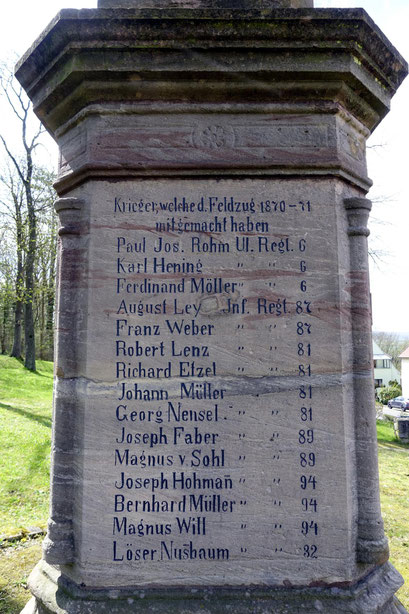 Krieger, welche d. Feldzug 1870-71
mitgemacht haben
Paul Jos. Rohm Ul. Regt. 6
Karl Hening " " 6
Ferdinand Möller " " 6
August Ley Inf. Regt. 87
Franz Weber " " 87
Robert Lenz " " 81
Richard Etzel " " 81
Johann Müller " " 81
Georg Nensel. " " 81
Joseph Faber " " 89
Magnus v. Sohl " " 89
Joseph Hohman̄ " " 94
Bernhard Müller " " 94
Magnus Will " " 94
Löser Nußbaum " " 82